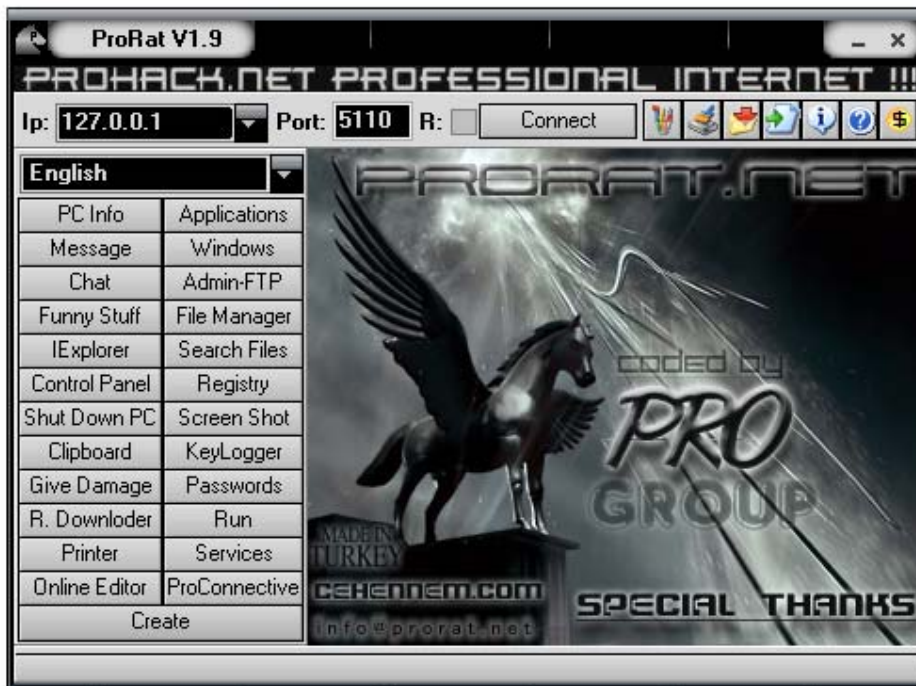 ProRat V1.9
PROHACK.NET PROFESSIONAL INTERNET !!!
Ip: 127.0.0.1 Port: 5110 R: Connect
English
PRORAT.NET
PC Info Applications
Message Windows
Chat Admin-FTP
Funny Stuff File Manager
IExplorer Search Files
Control Panel Registry
Shut Down PC Screen Shot
Clipboard KeyLogger
Give Damage Passwords
R. Downloder Run
Printer Services
Online Editor ProConnective
Create
coded by
PRO
GROUP
MADE IN
TURKEY
CEHENNEM.COM
info@prorat.net
SPECIAL THANKS